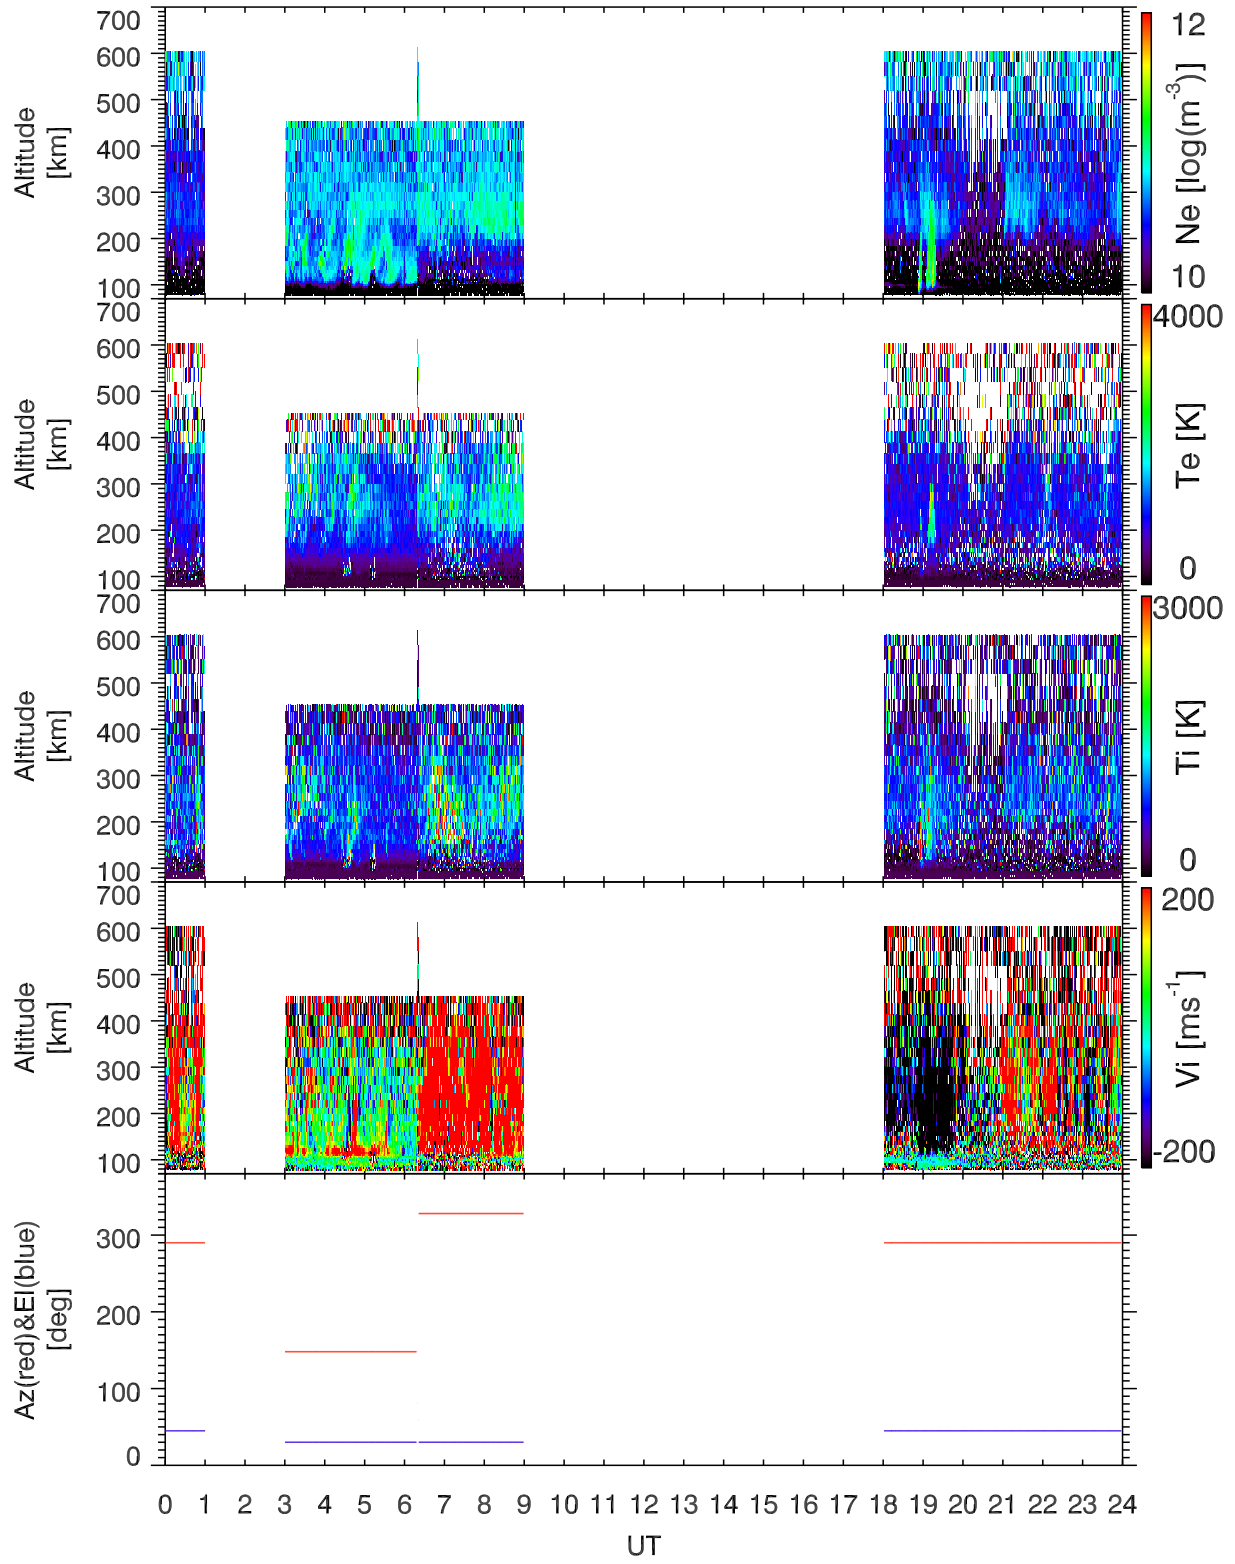 700
600
500
400
300
200
100
Altitude
[km]
12
Ne [log(m⁻³)]
10
700
600
500
400
300
200
100
Altitude
[km]
4000
Te [K]
0
700
600
500
400
300
200
100
Altitude
[km]
3000
Ti [K]
0
700
600
500
400
300
200
100
Altitude
[km]
200
Vi [ms⁻¹]
-200
300
200
100
0
Az(red)&El(blue)
[deg]
0 1 2 3 4 5 6 7 8 9 10 11 12 13 14 15 16 17 18 19 20 21 22 23 24
UT